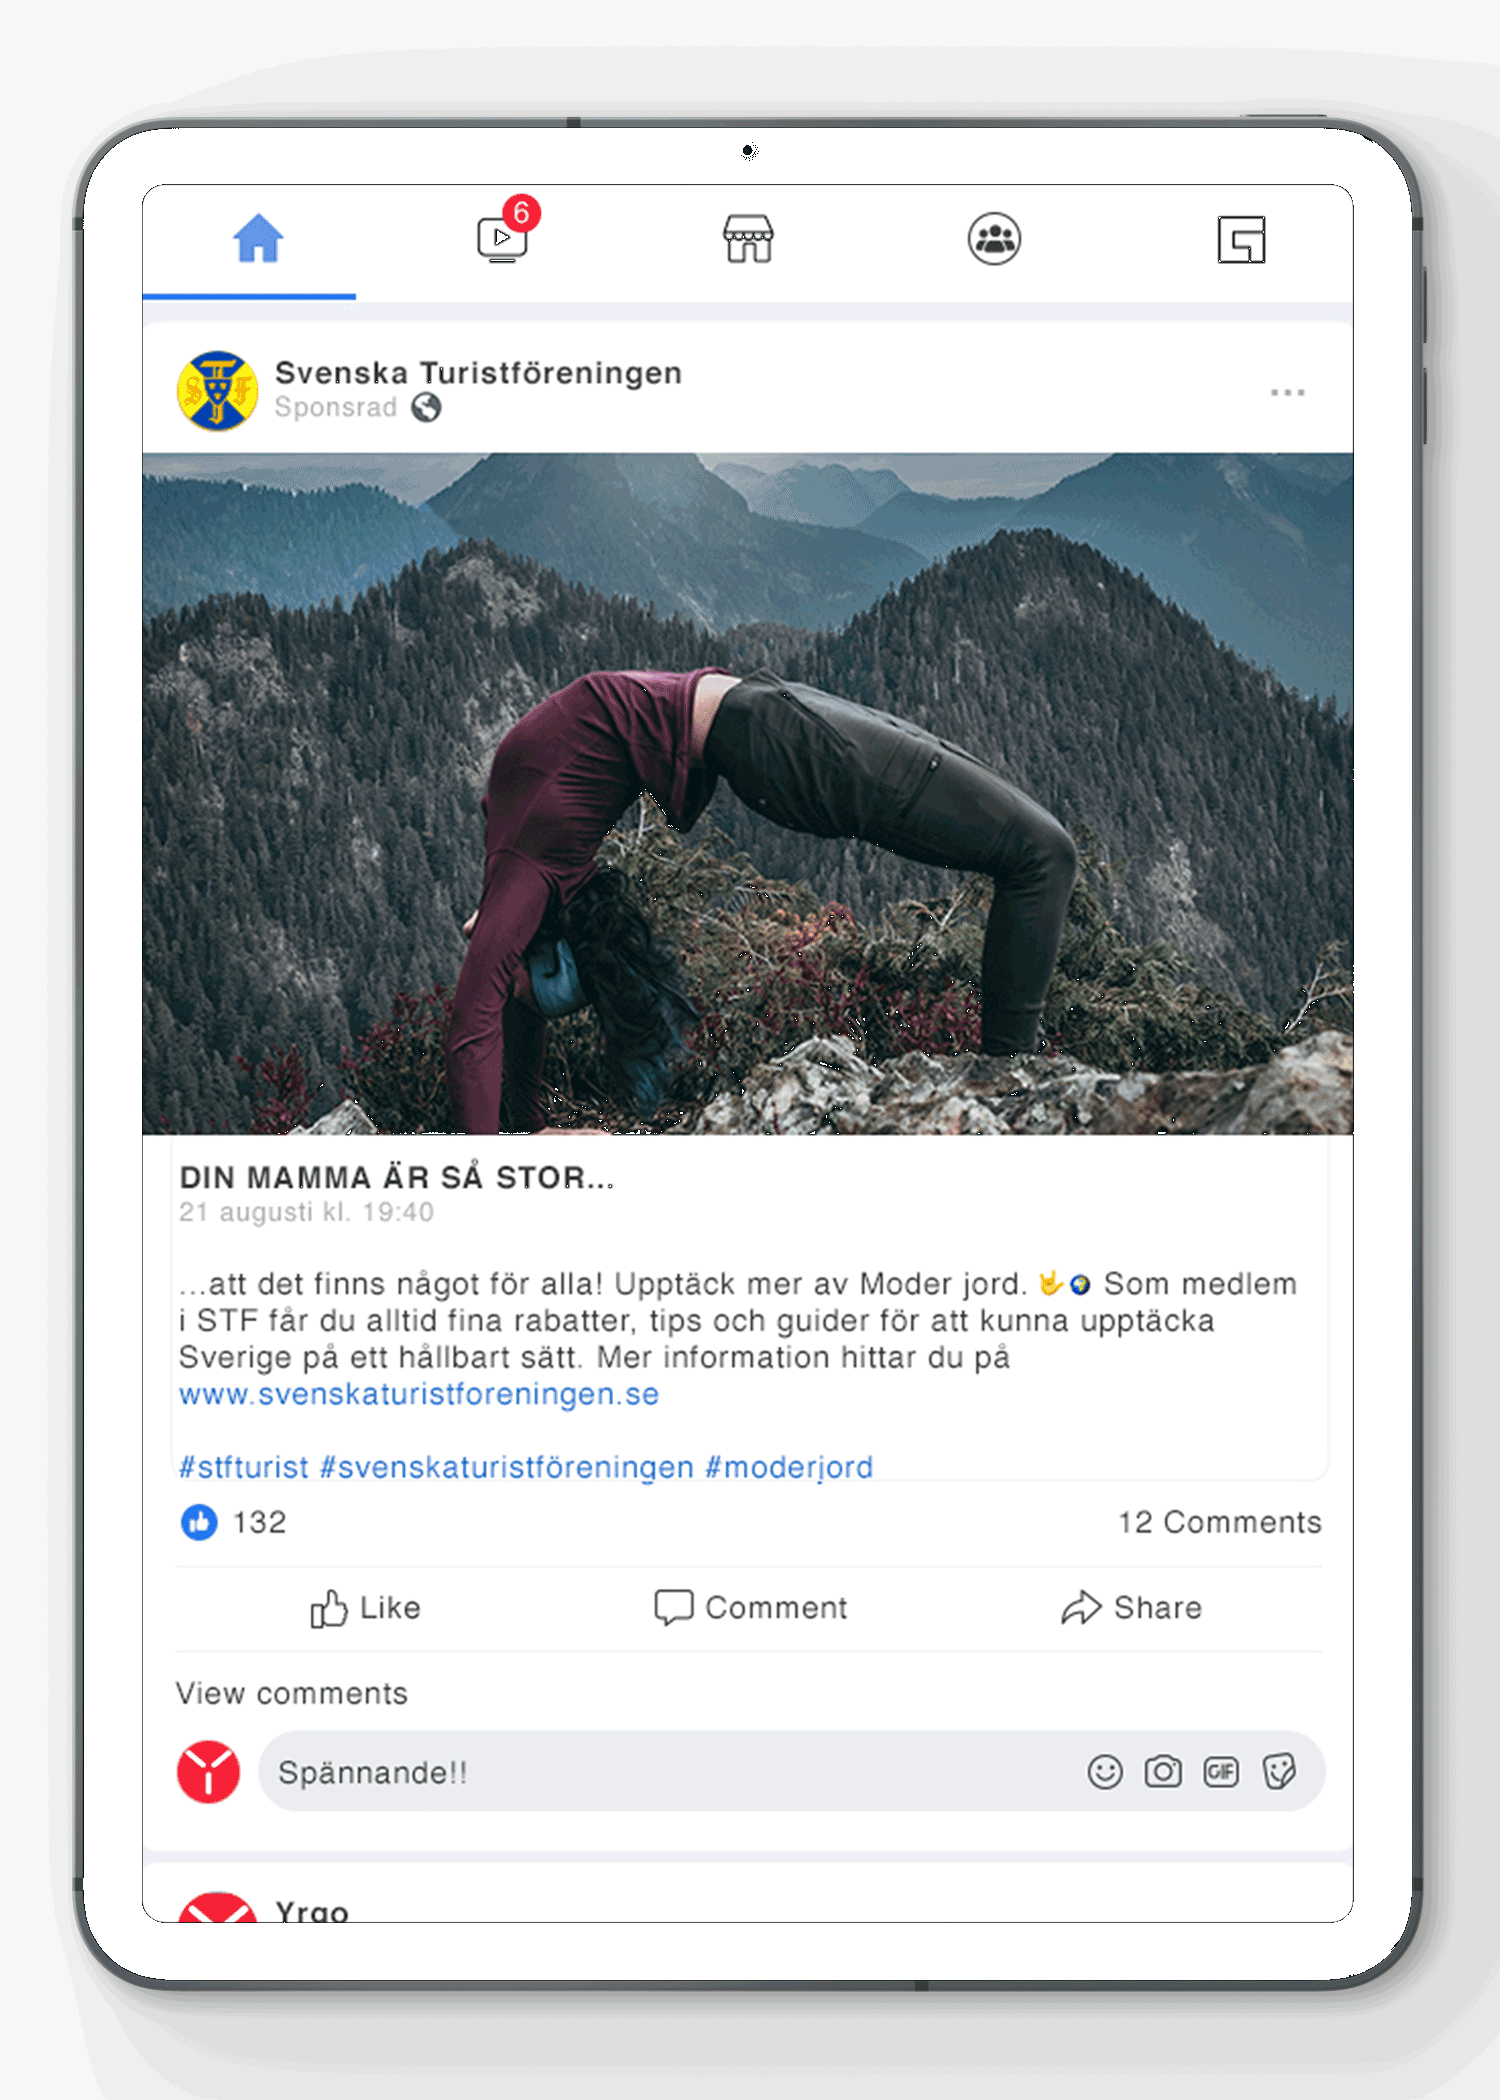 6
Svenska Turistföreningen
Sponsrad
DIN MAMMA ÄR SÅ STOR...
21 augusti kl. 19:40
...att det finns något för alla! Upptäck mer av Moder jord. 🤟🌍 Som medlem
i STF får du alltid fina rabatter, tips och guider för att kunna upptäcka
Sverige på ett hållbart sätt. Mer information hittar du på
www.svenskaturistforeningen.se
#stfturist #svenskaturistföreningen #moderjord
132
12 Comments
Like
Comment
Share
View comments
Spännande!!
GIF
Yrgo